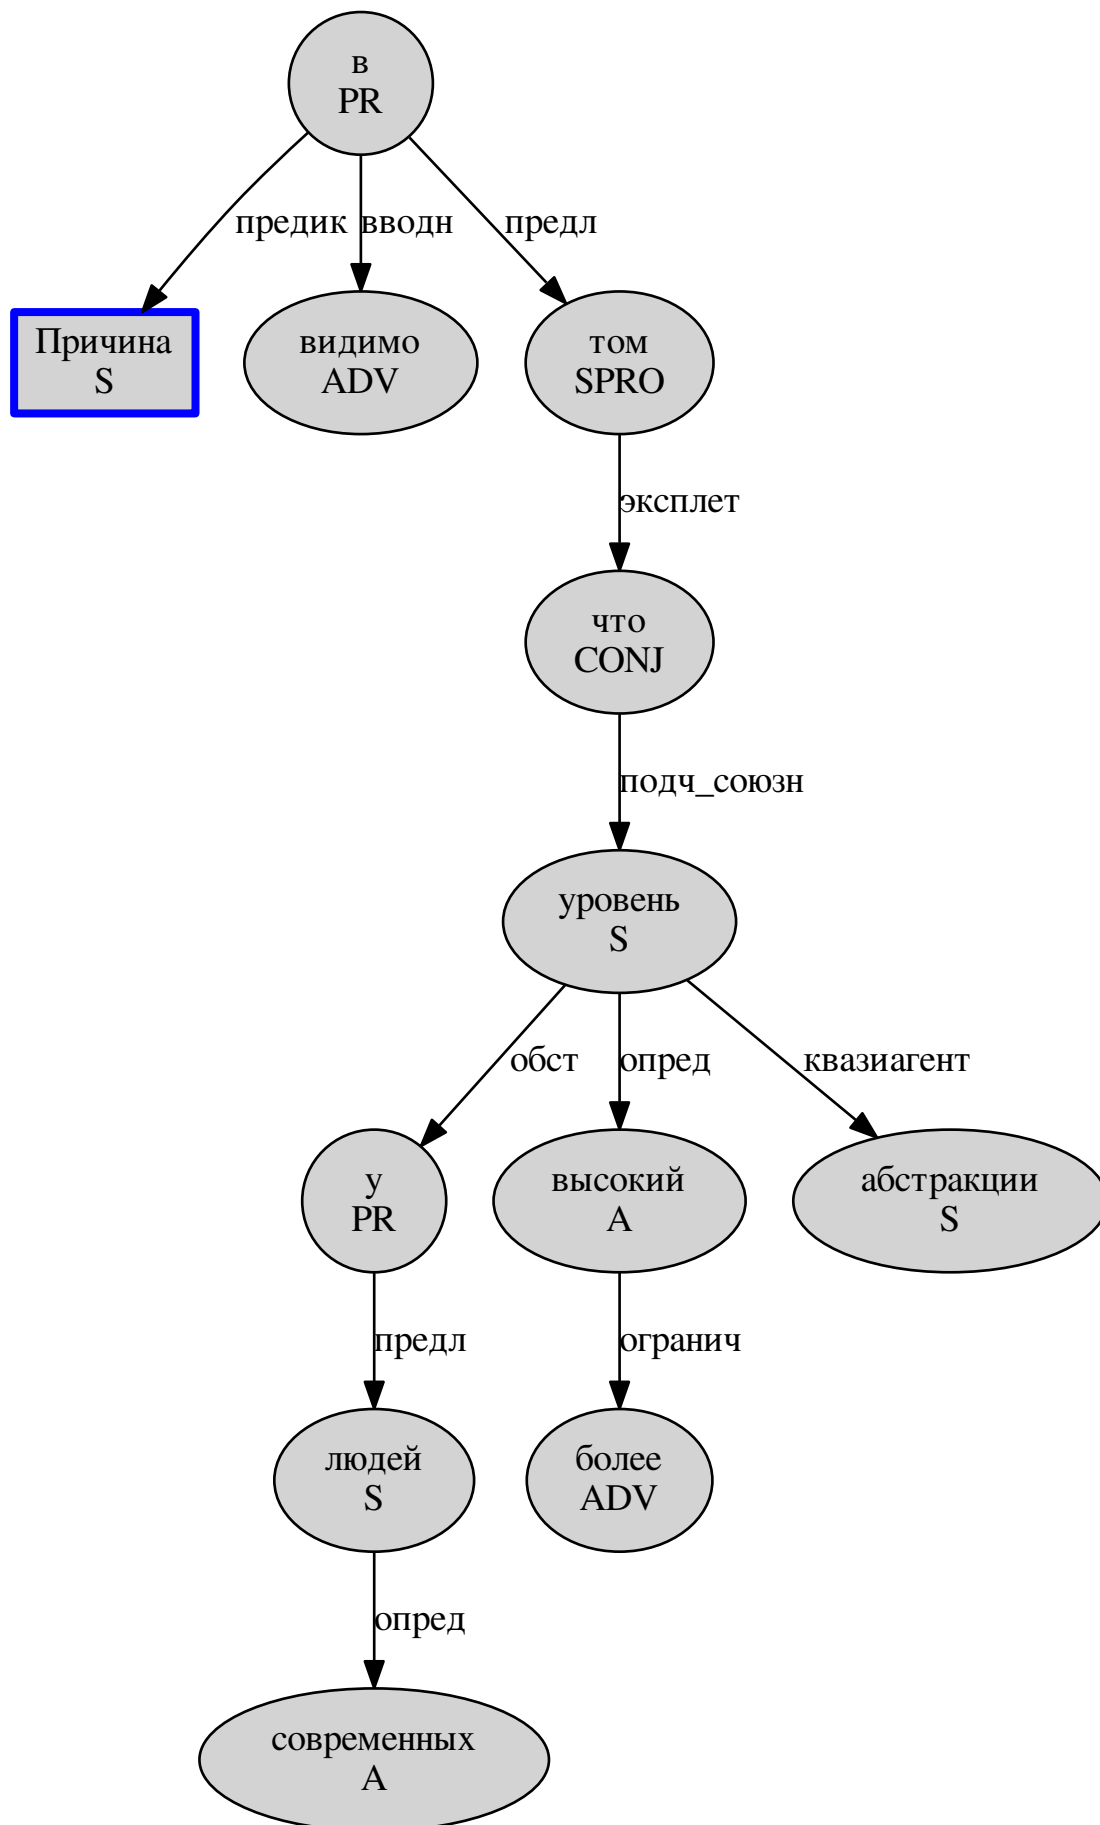 в
PR
предик
вводн
предл
Причина
S
видимо
ADV
том
SPRO
эксплет
что
CONJ
подч_союзн
уровень
S
обст
опред
квазиагент
у
PR
высокий
A
абстракции
S
предл
огранич
людей
S
более
ADV
опред
современных
A